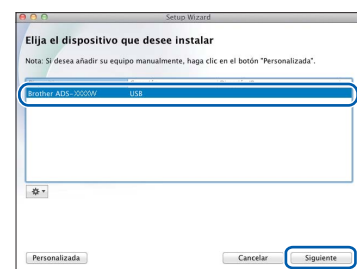 Setup Wizard
Elija el dispositivo que desee instalar
Nota: Si desea añadir su equipo manualmente, haga clic en el botón "Personalizada".
Brother ADS-XXXXW USB
Personalizada Cancelar Siguiente